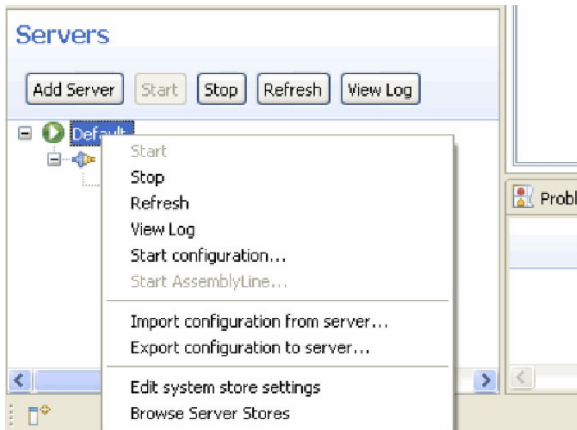 Servers
Add Server Start Stop Refresh View Log
Default
Start
Stop
Refresh
View Log
Start configuration...
Start AssemblyLine...
Import configuration from server...
Export configuration to server...
Edit system store settings
Browse Server Stores
Probl